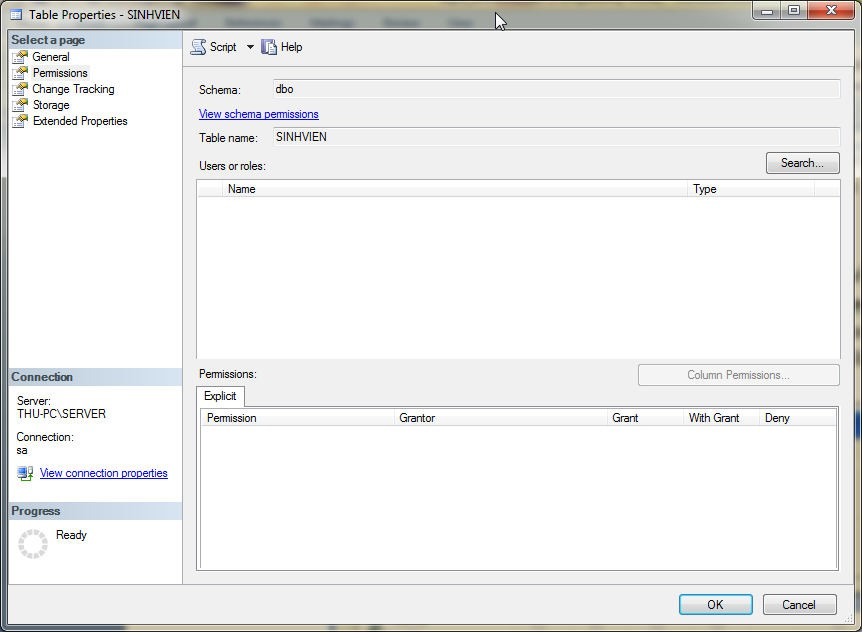 Table Properties - SINHVIEN
Select a page
General
Permissions
Change Tracking
Storage
Extended Properties
Script Help
Schema: dbo
View schema permissions
Table name: SINHVIEN
Users or roles:
Search...
Name Type
Permissions:
Column Permissions...
Explicit
Permission Grantor Grant With Grant Deny
Connection
Server:
THU-PC\SERVER
Connection:
sa
View connection properties
Progress
Ready
OK Cancel